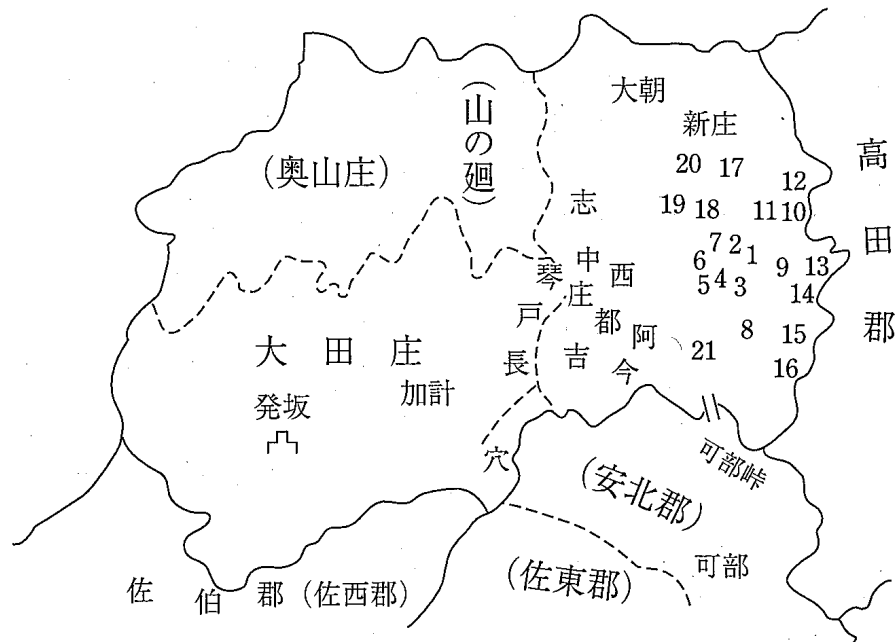 大朝
新庄
高田郡
(山の廻)
(奥山庄)
20 17
12
19 18 11 10
志
7 2 1
6
9 13
5 4 3
14
中
西
琴
庄
戸
都
阿
8 15
長
吉
今
21
16
大田庄
加計
発坂
穴
可部峠
(安北郡)
(佐東郡)
可部
佐伯郡(佐西郡)